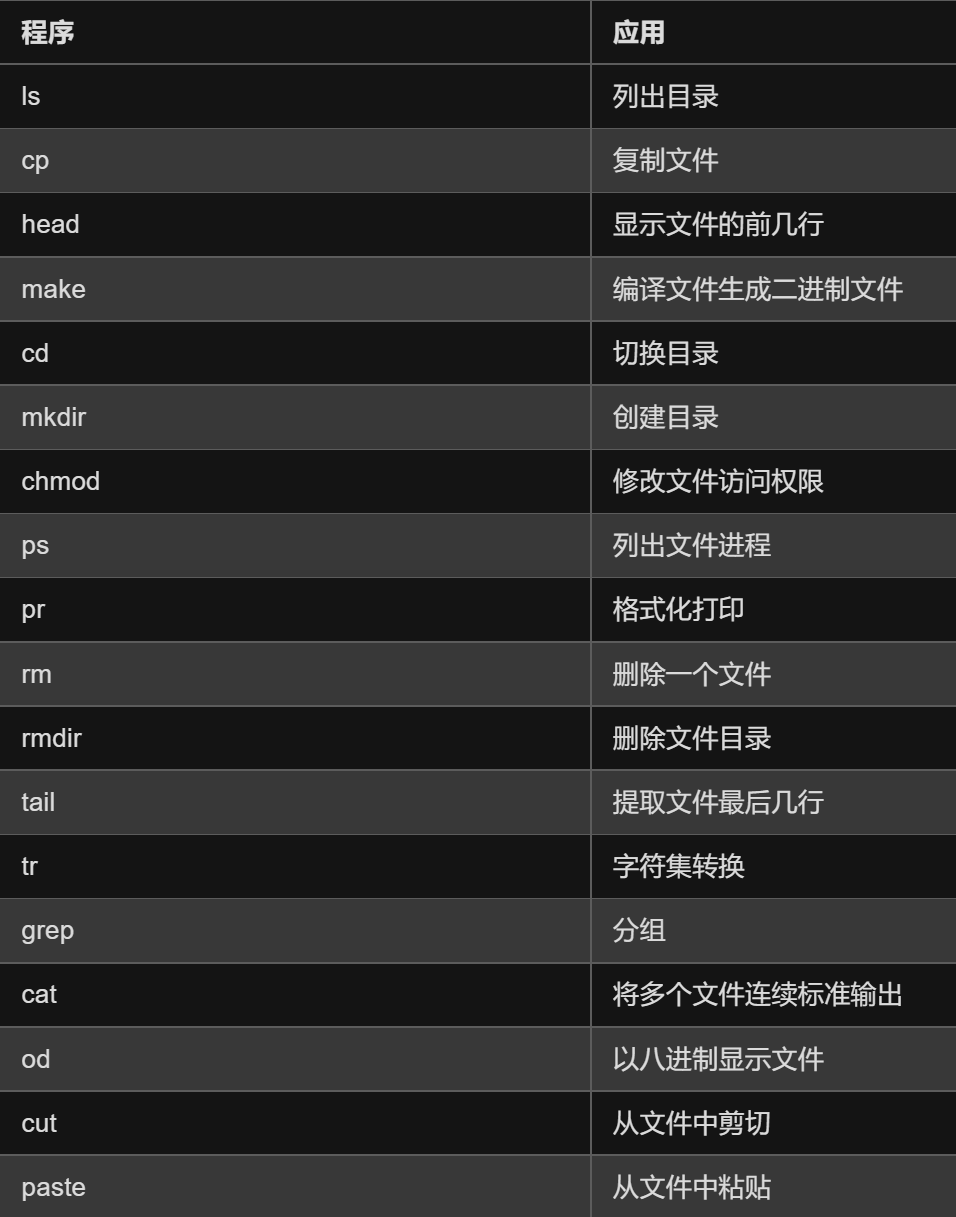 程序 应用
ls 列出目录
cp 复制文件
head 显示文件的前几行
make 编译文件生成二进制文件
cd 切换目录
mkdir 创建目录
chmod 修改文件访问权限
ps 列出文件进程
pr 格式化打印
rm 删除一个文件
rmdir 删除文件目录
tail 提取文件最后几行
tr 字符集转换
grep 分组
cat 将多个文件连续标准输出
od 以八进制显示文件
cut 从文件中剪切
paste 从文件中粘贴